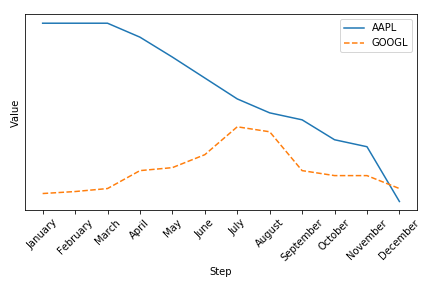 AAPL
GOOGL
Value
January
February
March
April
May
June
July
August
September
October
November
December
Step